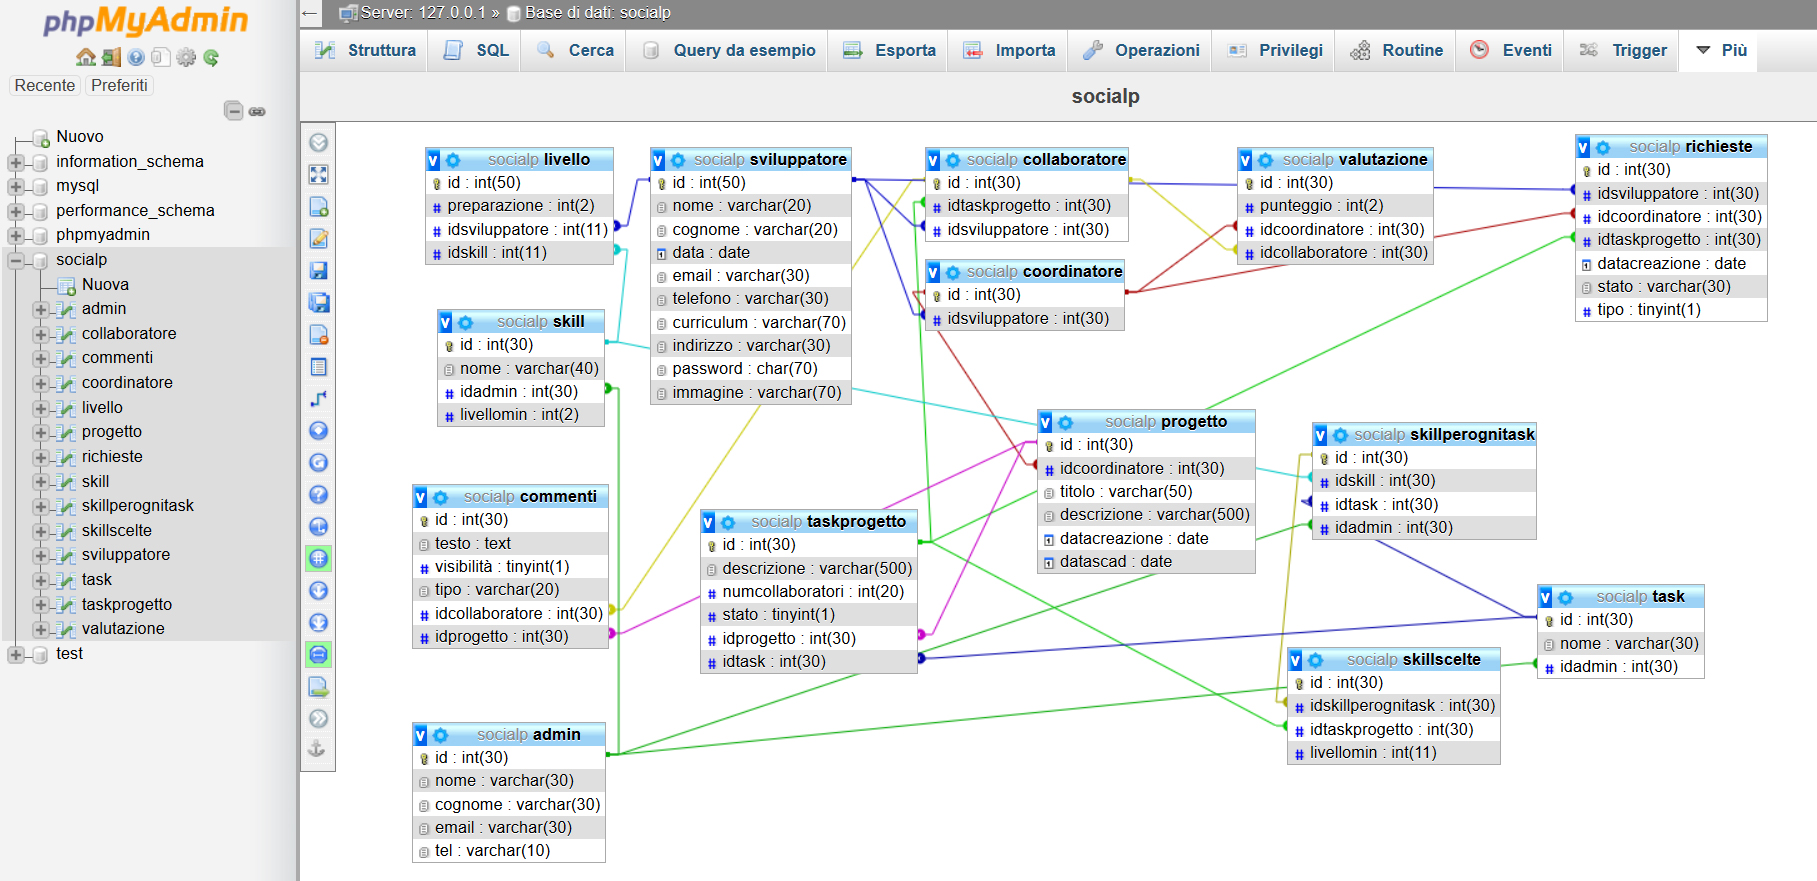 phpMyAdmin
Recente Preferiti
Nuovo
information_schema
mysql
performance_schema
phpmyadmin
socialp
Nuova
admin
collaboratore
commenti
coordinatore
livello
progetto
richieste
skill
skillperognitask
skillscelte
sviluppatore
task
taskprogetto
valutazione
test
Server: 127.0.0.1 » Base di dati: socialp
Struttura SQL Cerca Query da esempio Esporta Importa Operazioni Privilegi Routine Eventi Trigger Più
socialp
socialp livello
id : int(50)
preparazione : int(2)
idsviluppatore : int(11)
idskill : int(11)
socialp sviluppatore
id : int(50)
nome : varchar(20)
cognome : varchar(20)
data : date
email : varchar(30)
telefono : varchar(30)
curriculum : varchar(70)
indirizzo : varchar(30)
password : char(70)
immagine : varchar(70)
socialp collaboratore
id : int(30)
idtaskprogetto : int(30)
idsviluppatore : int(30)
socialp valutazione
id : int(30)
punteggio : int(2)
idcoordinatore : int(30)
idcollaboratore : int(30)
socialp richieste
id : int(30)
idsviluppatore : int(30)
idcoordinatore : int(30)
idtaskprogetto : int(30)
datacreazione : date
stato : varchar(30)
tipo : tinyint(1)
socialp coordinatore
id : int(30)
idsviluppatore : int(30)
socialp skill
id : int(30)
nome : varchar(40)
idadmin : int(30)
livellomin : int(2)
socialp progetto
id : int(30)
idcoordinatore : int(30)
titolo : varchar(50)
descrizione : varchar(500)
datacreazione : date
datascad : date
socialp skillperognitask
id : int(30)
idskill : int(30)
idtask : int(30)
idadmin : int(30)
socialp commenti
id : int(30)
testo : text
visibilità : tinyint(1)
tipo : varchar(20)
idcollaboratore : int(30)
idprogetto : int(30)
socialp taskprogetto
id : int(30)
descrizione : varchar(500)
numcollaboratori : int(20)
stato : tinyint(1)
idprogetto : int(30)
idtask : int(30)
socialp task
id : int(30)
nome : varchar(30)
idadmin : int(30)
socialp skillscelte
id : int(30)
idskillperognitask : int(30)
idtaskprogetto : int(30)
livellomin : int(11)
socialp admin
id : int(30)
nome : varchar(30)
cognome : varchar(30)
email : varchar(30)
tel : varchar(10)